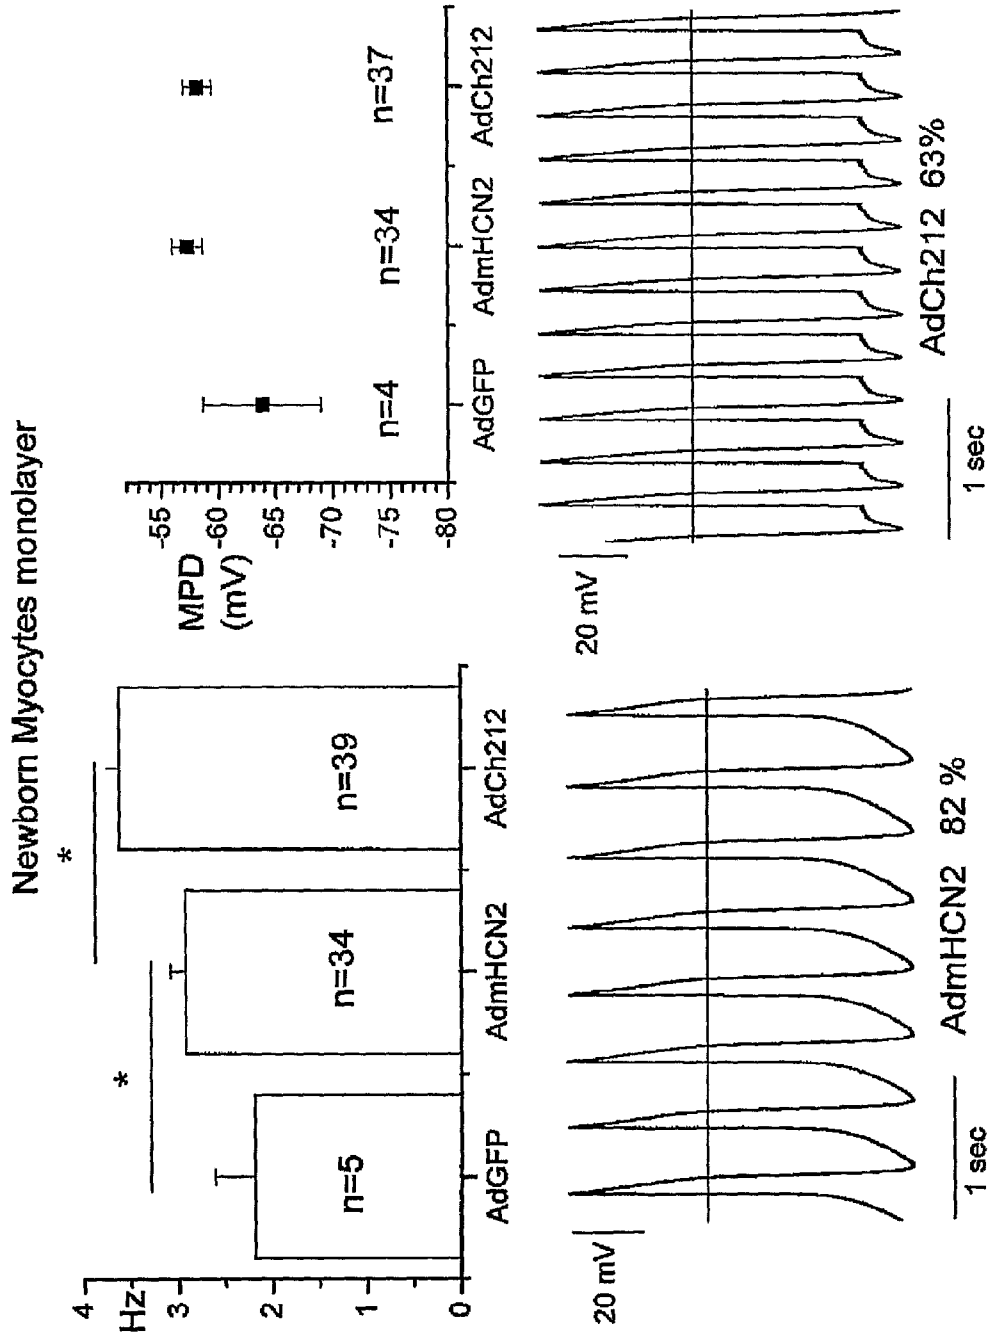 Newborn Myocytes monolayer
4
Hz
3
2
1
0
*
*
n=5
n=34
n=39
AdGFP
AdmHCN2
AdCh212
MPD
(mV)
-55
-60
-65
-70
-75
-80
n=4
n=34
n=37
AdGFP
AdmHCN2
AdCh212
20 mV
1 sec
AdmHCN2 82 %
20 mV
1 sec
AdCh212 63%